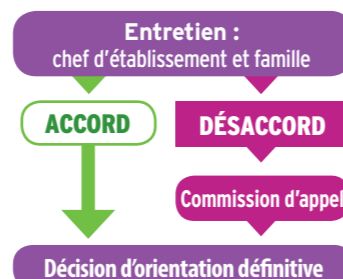 Entretien :
chef d'établissement et famille
ACCORD
DÉSACCORD
Commission d'appel
Décision d'orientation définitive